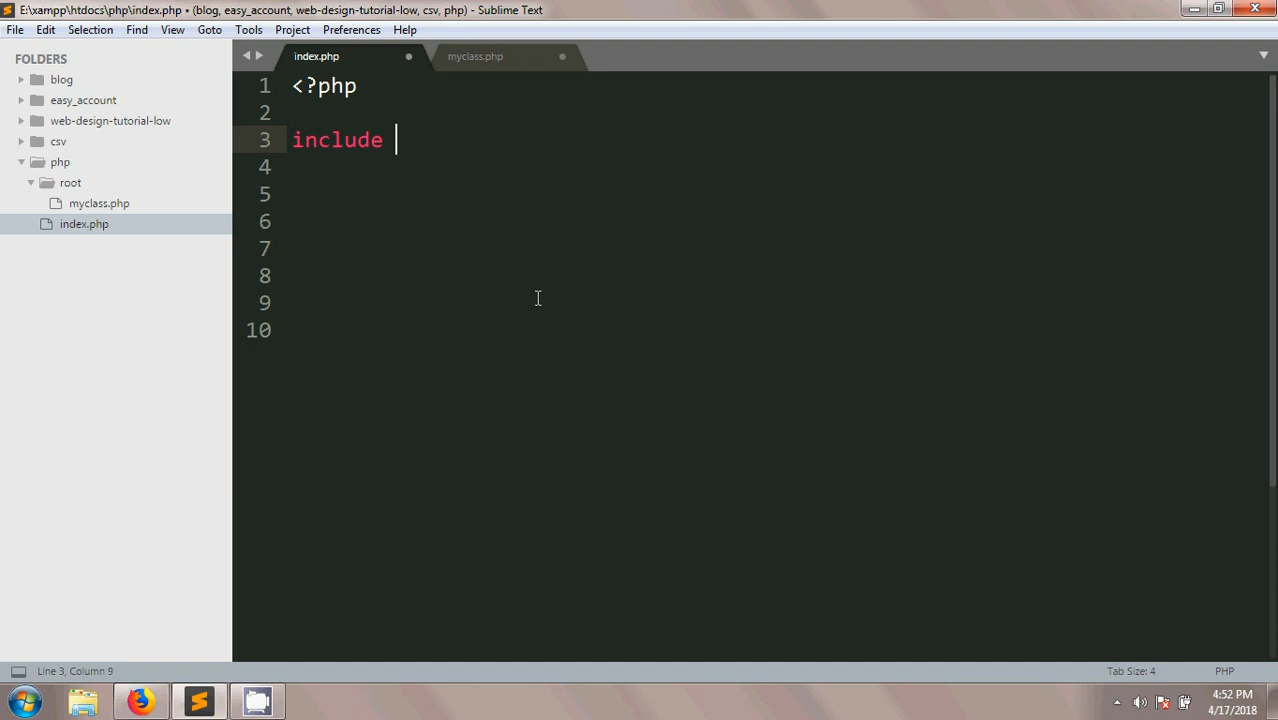 E:\xampp\htdocs\php\index.php • (blog, easy_account, web-design-tutorial-low, csv, php) - Sublime Text
File Edit Selection Find View Goto Tools Project Preferences Help
FOLDERS
blog
easy_account
web-design-tutorial-low
csv
php
root
myclass.php
index.php
index.php myclass.php
1 <?php
2
3 include
4
5
6
7
8
9
10
Line 3, Column 9 Tab Size: 4 PHP
4:52 PM
4/17/2018